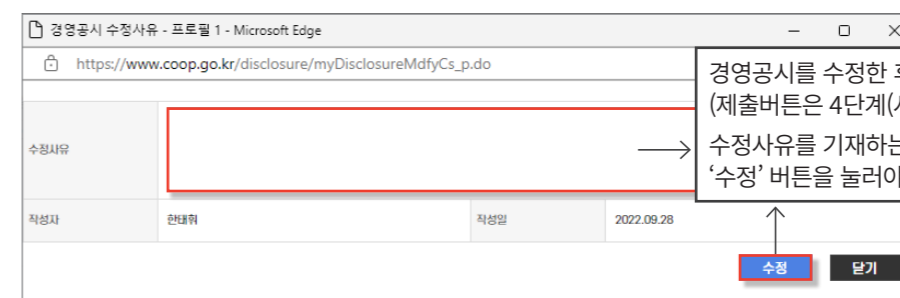 경영공시 수정사유 - 프로필 1 - Microsoft Edge
https://www.coop.go.kr/disclosure/myDisclosureMdfyCs_p.do
경영공시를 수정한
(제출버튼은 4단계(
수정사유를 기재하는
‘수정’ 버튼을 눌러야
수정사유
작성자 한태휘 작성일 2022.09.28
수정 닫기